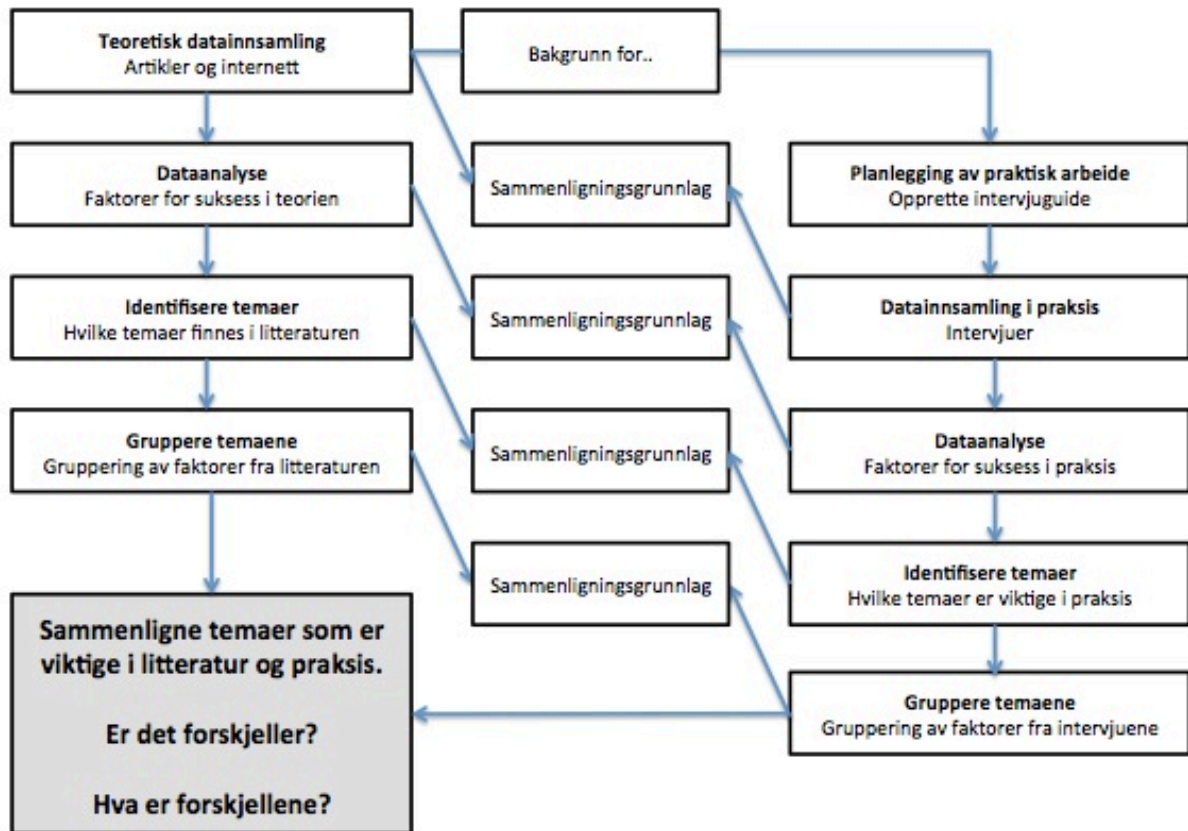 Teoretisk datainnsamling
Artikler og internett
Bakgrunn for..
Dataanalyse
Faktorer for suksess i teorien
Sammenligningsgrunnlag
Planlegging av praktisk arbeide
Opprette intervjuguide
Identifisere temaer
Hvilke temaer finnes i litteraturen
Sammenligningsgrunnlag
Datainnsamling i praksis
Intervjuer
Gruppere temaene
Gruppering av faktorer fra litteraturen
Sammenligningsgrunnlag
Dataanalyse
Faktorer for suksess i praksis
Sammenligningsgrunnlag
Identifisere temaer
Hvilke temaer er viktige i praksis
Sammenligne temaer som er
viktige i litteratur og praksis.
Er det forskjeller?
Hva er forskjellene?
Gruppere temaene
Gruppering av faktorer fra intervjuene